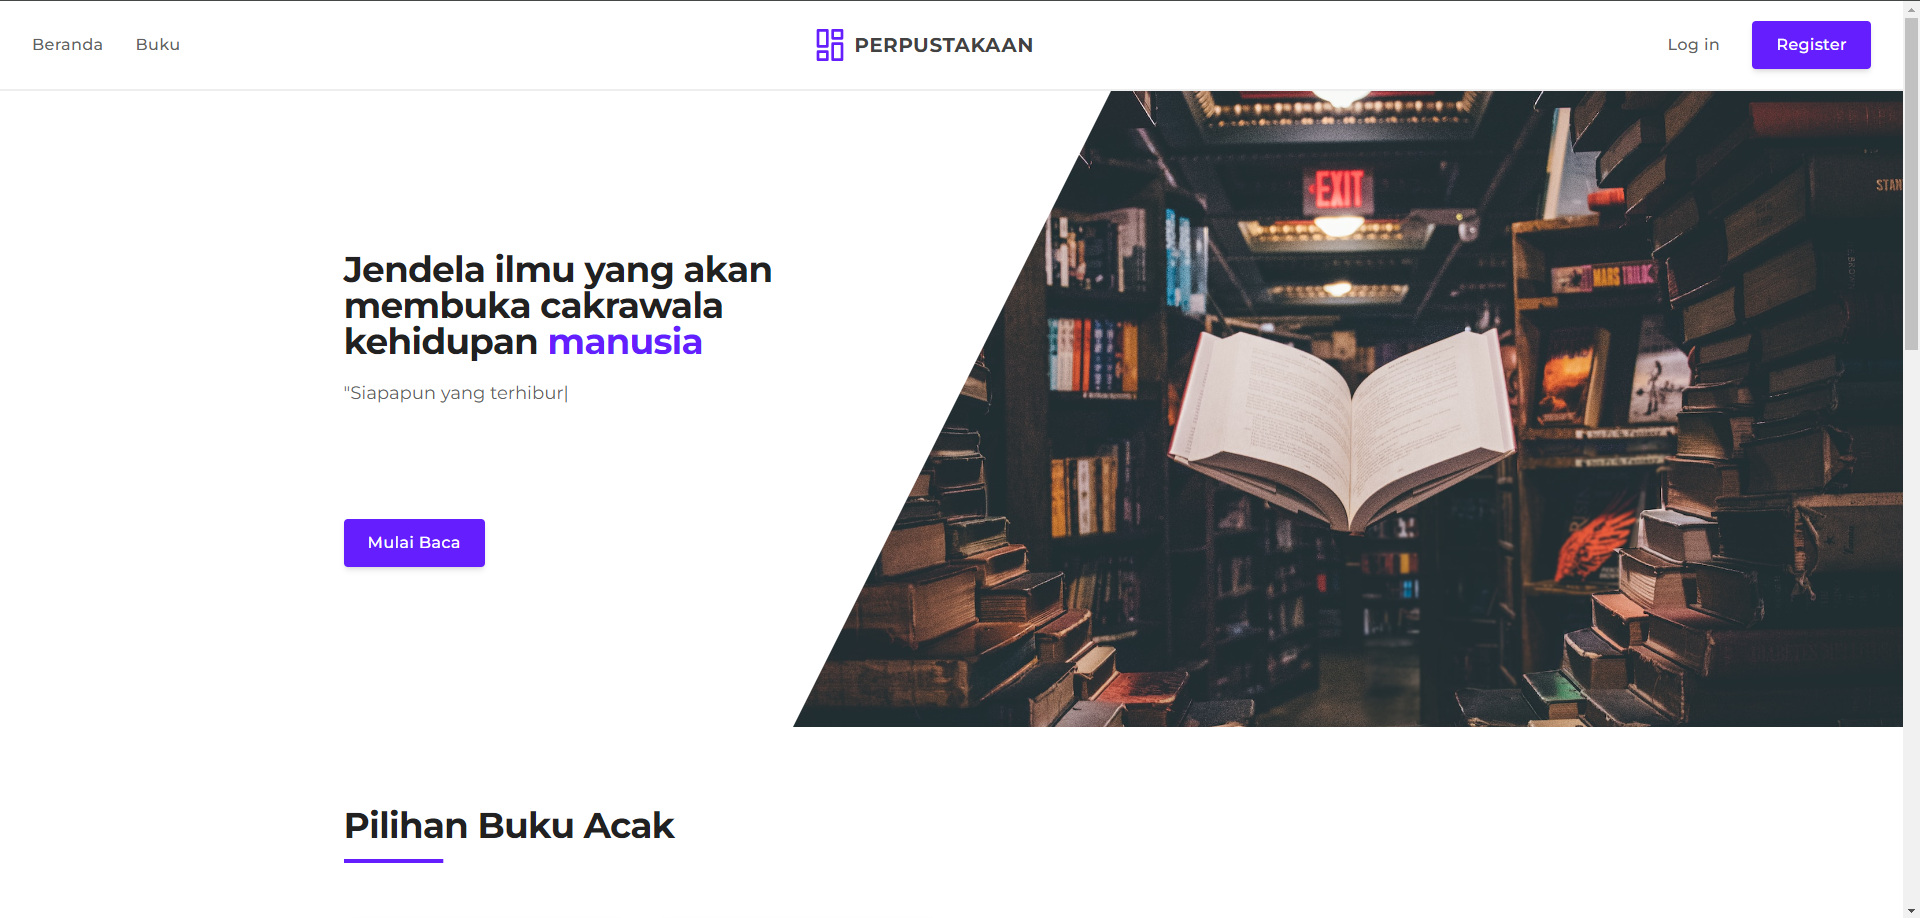 Beranda Buku PERPUSTAKAAN Log in Register
Jendela ilmu yang akan
membuka cakrawala
kehidupan manusia
"Siapapun yang terhibur|
Mulai Baca
EXIT
MARS TRILO
STAN
Pilihan Buku Acak